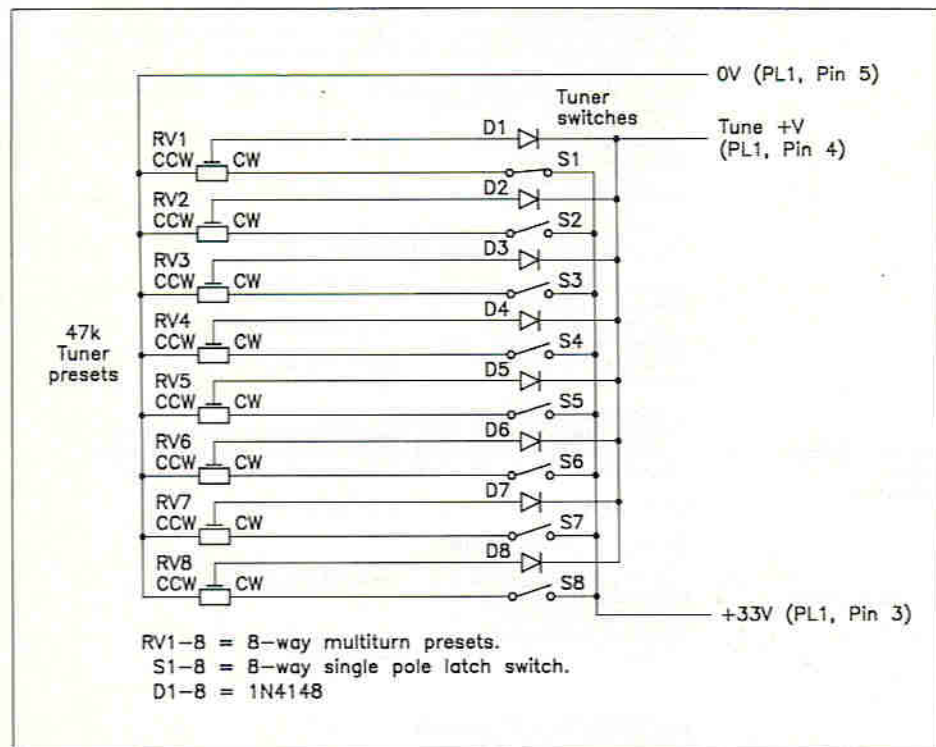 0V (PL1, Pin 5)
Tuner
switches
Tune +V
(PL1, Pin 4)
RV1
CCW CW
D1
S1
RV2
CCW CW
D2
S2
RV3
CCW CW
D3
S3
RV4
CCW CW
D4
S4
47k
Tuner
presets
RV5
CCW CW
D5
S5
RV6
CCW CW
D6
S6
RV7
CCW CW
D7
S7
RV8
CCW CW
D8
S8
+33V (PL1, Pin 3)
RV1-8 = 8-way multiturn presets.
S1-8 = 8-way single pole latch switch.
D1-8 = 1N4148